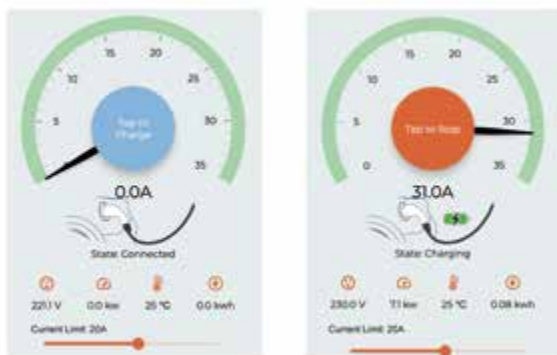 15
20
10
25
5
30
35
Tap to
Charge
0.0A
State: Connected
221.1 V
0.0 kw
25 °C
0.0 kwh
Current Limit: 20A
15
20
10
25
5
30
0
35
Tap to Stop
31.0A
State: Charging
230.0 V
7.1 kw
25 °C
0.08 kwh
Current Limit: 20A